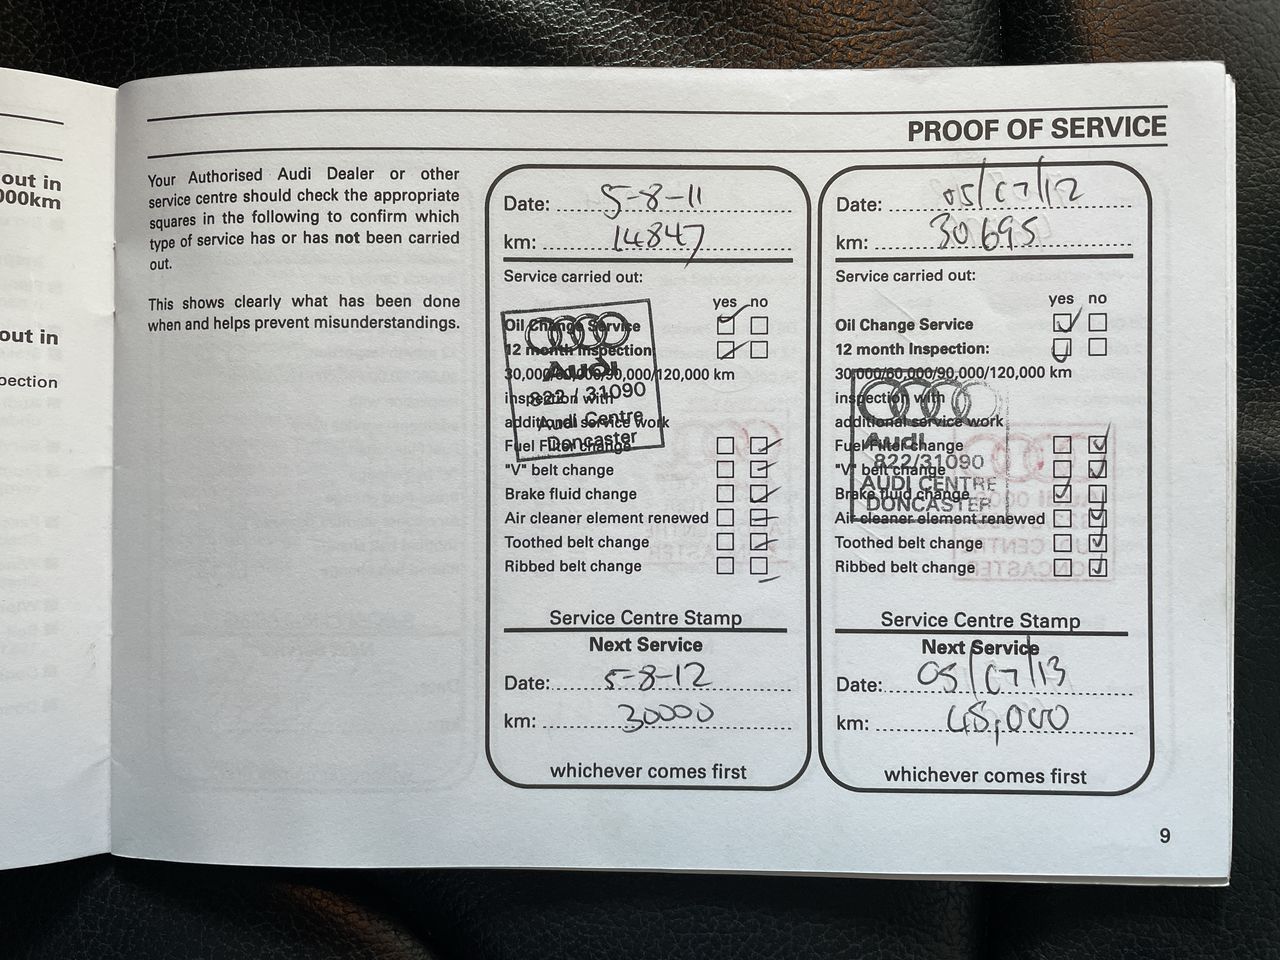 out in
000km
out in
pection
PROOF OF SERVICE
Your Authorised Audi Dealer or other
service centre should check the appropriate
squares in the following to confirm which
type of service has or has not been carried
out.
This shows clearly what has been done
when and helps prevent misunderstandings.
Date: 5-8-11
km: 14847
Service carried out:
yes no
Oil Change Service
12 month Inspection:
30,000/60,000/90,000/120,000 km
inspection with
additional service work
Fuel Filter change
"V" belt change
Brake fluid change
Air cleaner element renewed
Toothed belt change
Ribbed belt change
Audi
822 / 31090
Audi Centre
Doncaster
Service Centre Stamp
Next Service
Date: 5-8-12
km: 30000
whichever comes first
Date: 05/07/12
km: 30695
Service carried out:
yes no
Oil Change Service
12 month Inspection:
30,000/60,000/90,000/120,000 km
inspection with
additional service work
Fuel Filter change
"V" belt change
Brake fluid change
Air cleaner element renewed
Toothed belt change
Ribbed belt change
Audi
822/31090
AUDI CENTRE
DONCASTER
Service Centre Stamp
Next Service
Date: 05/07/13
km: 45,000
whichever comes first
9